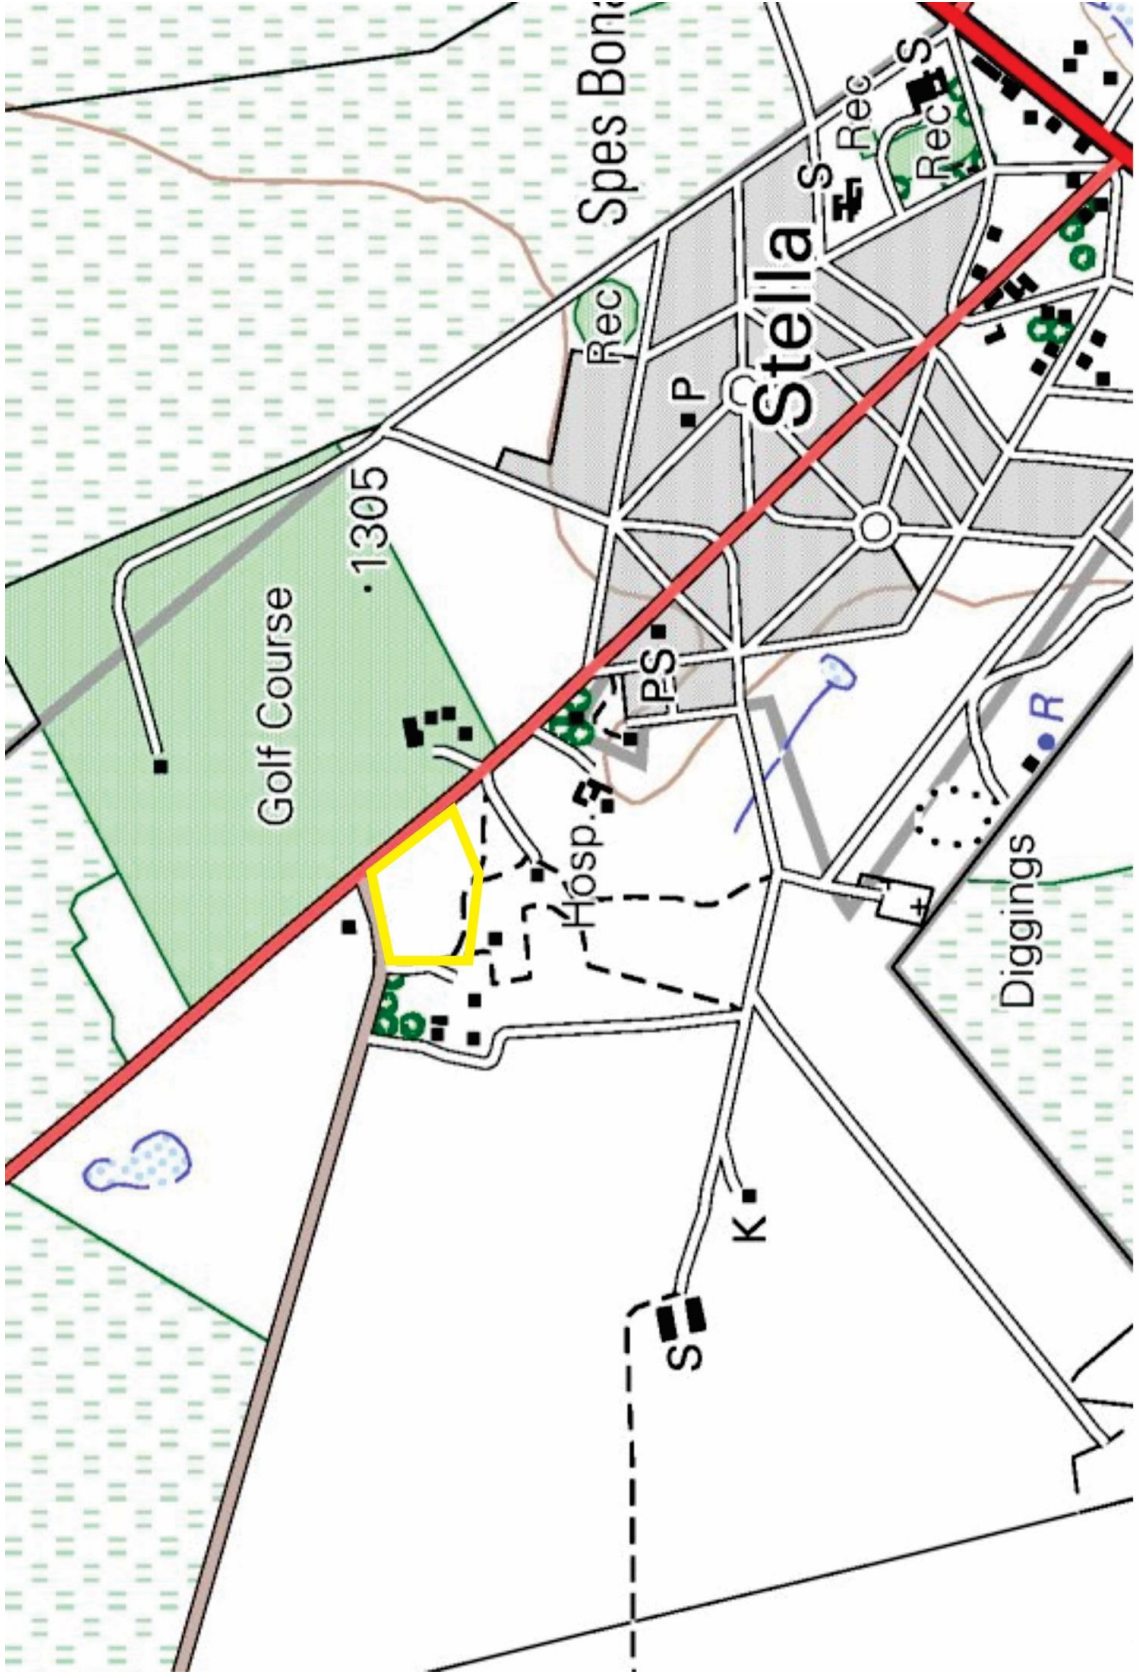 Spes Bona
S
Rec
Rec
S
Stella
Rec
P
.1305
Golf Course
PS
R
Hosp.
Diggings
K
S